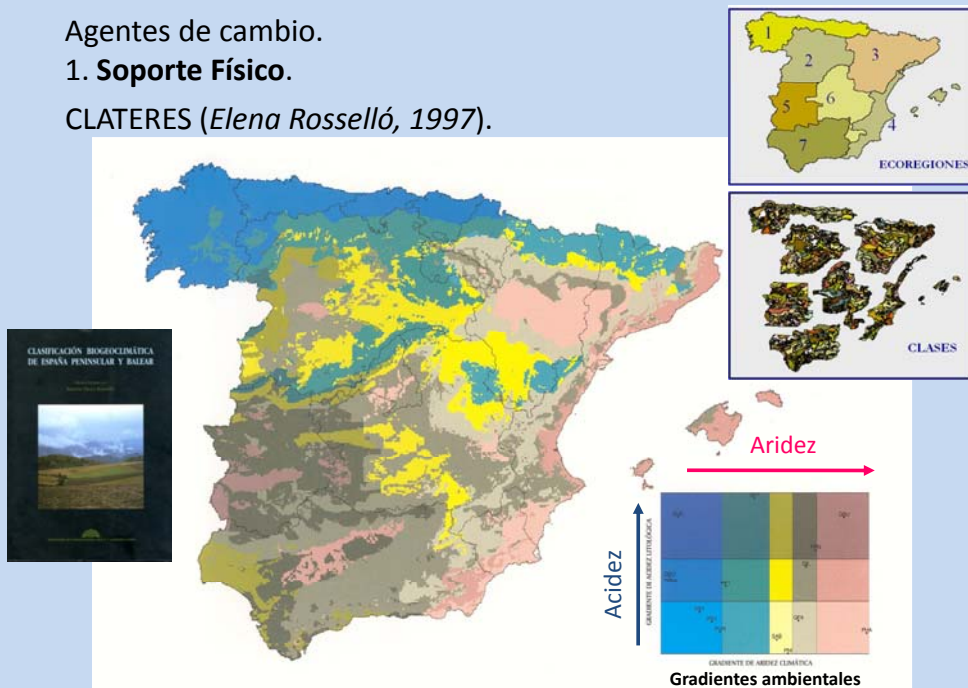 Agentes de cambio.
1. Soporte Físico.
CLATERES (Elena Rosselló, 1997).
1
2
3
5
6
4
7
ECOREGIONES
CLASES
CLASIFICACIÓN BIOGEOCLIMÁTICA
DE ESPAÑA PENINSULAR Y BALEAR
Aridez
Acidez
GRADIENTE DE ACIDEZ LITOLÓGICA
GRADIENTE DE ARIDEZ CLIMÁTICA
Gradientes ambientales